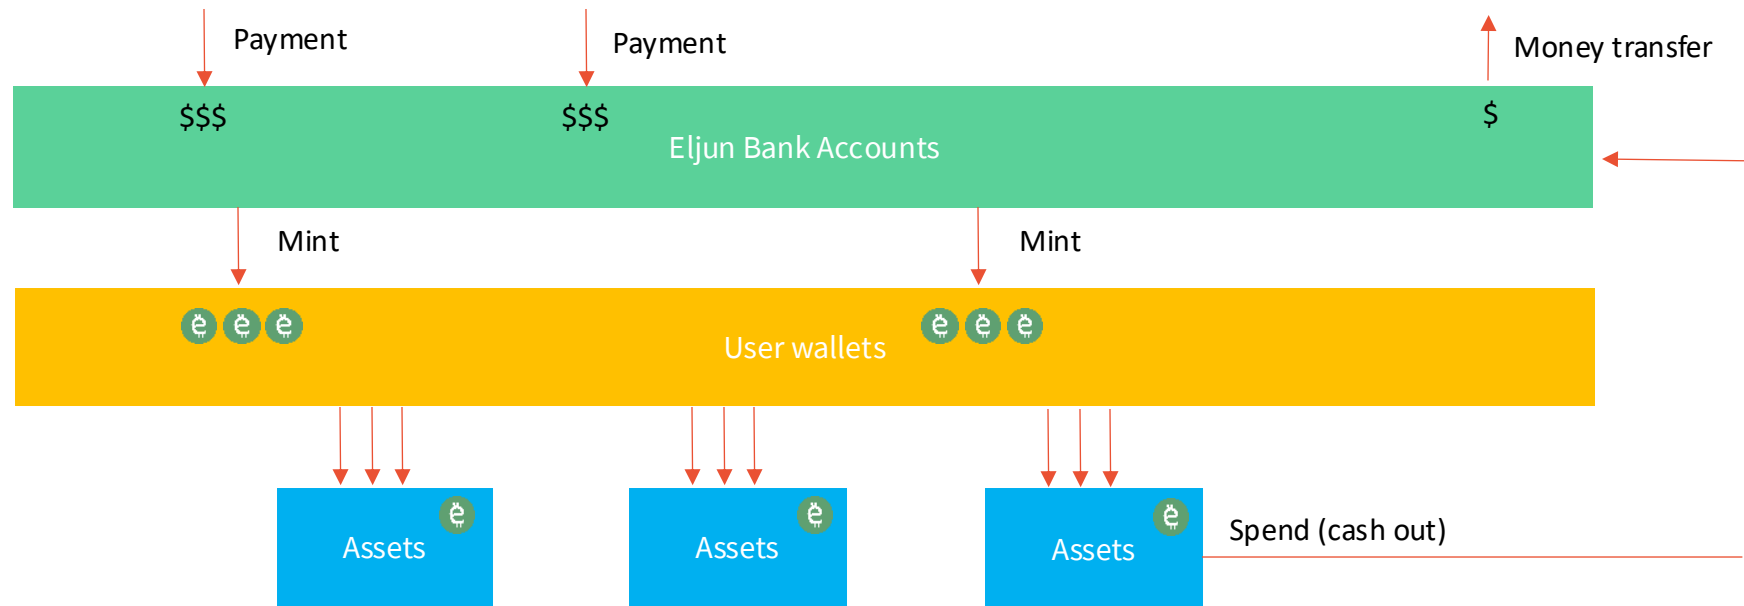 Payment
Payment
Money transfer
$$$
$$$
$
Eljun Bank Accounts
Mint
Mint
ë ë ë
ë ë ë
User wallets
ë
ë
ë
Assets
Assets
Assets
Spend (cash out)